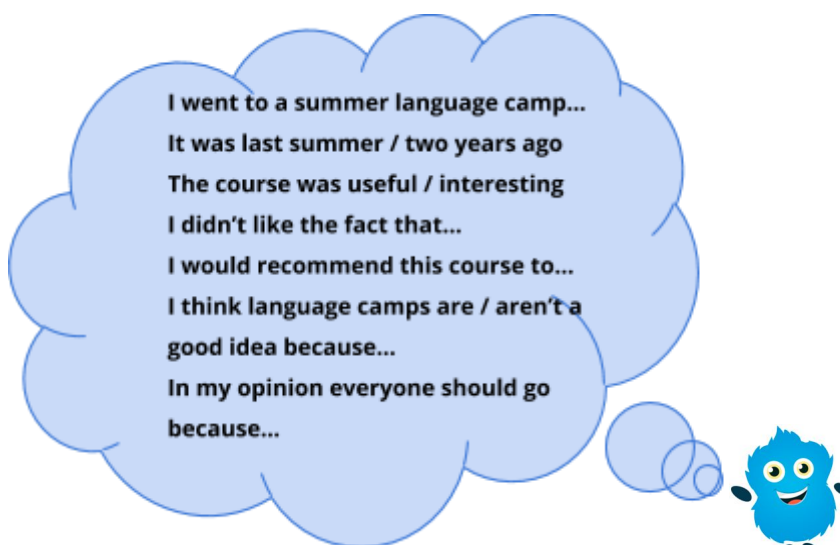 I went to a summer language camp...
It was last summer / two years ago
The course was useful / interesting
I didn't like the fact that...
I would recommend this course to...
I think language camps are / aren't a
good idea because...
In my opinion everyone should go
because...